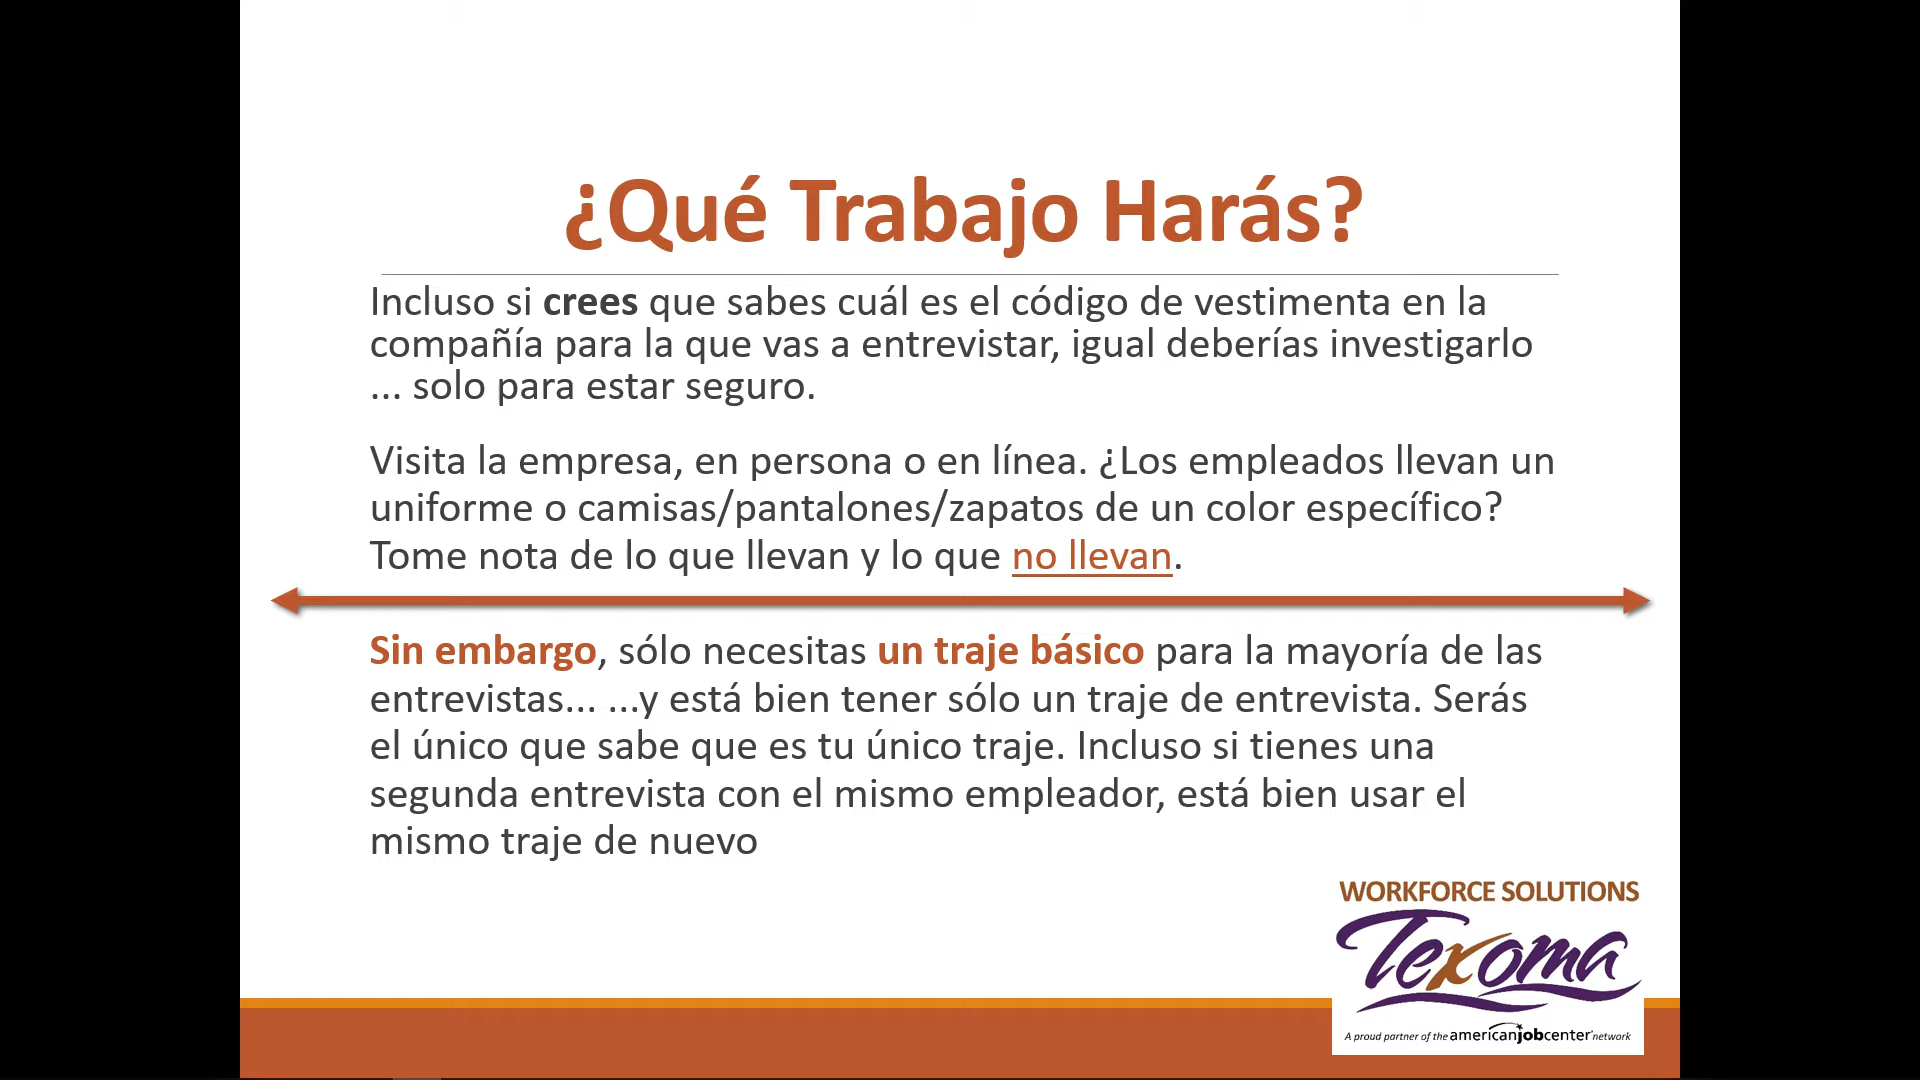 ¿Qué Trabajo Harás?
Incluso si crees que sabes cuál es el código de vestimenta en la
compañía para la que vas a entrevistar, igual deberías investigarlo
... solo para estar seguro.
Visita la empresa, en persona o en línea. ¿Los empleados llevan un
uniforme o camisas/pantalones/zapatos de un color específico?
Tome nota de lo que llevan y lo que no llevan.
Sin embargo, sólo necesitas un traje básico para la mayoría de las
entrevistas... ...y está bien tener sólo un traje de entrevista. Serás
el único que sabe que es tu único traje. Incluso si tienes una
segunda entrevista con el mismo empleador, está bien usar el
mismo traje de nuevo
WORKFORCE SOLUTIONS
Texoma
A proud partner of the americanjobcenter network